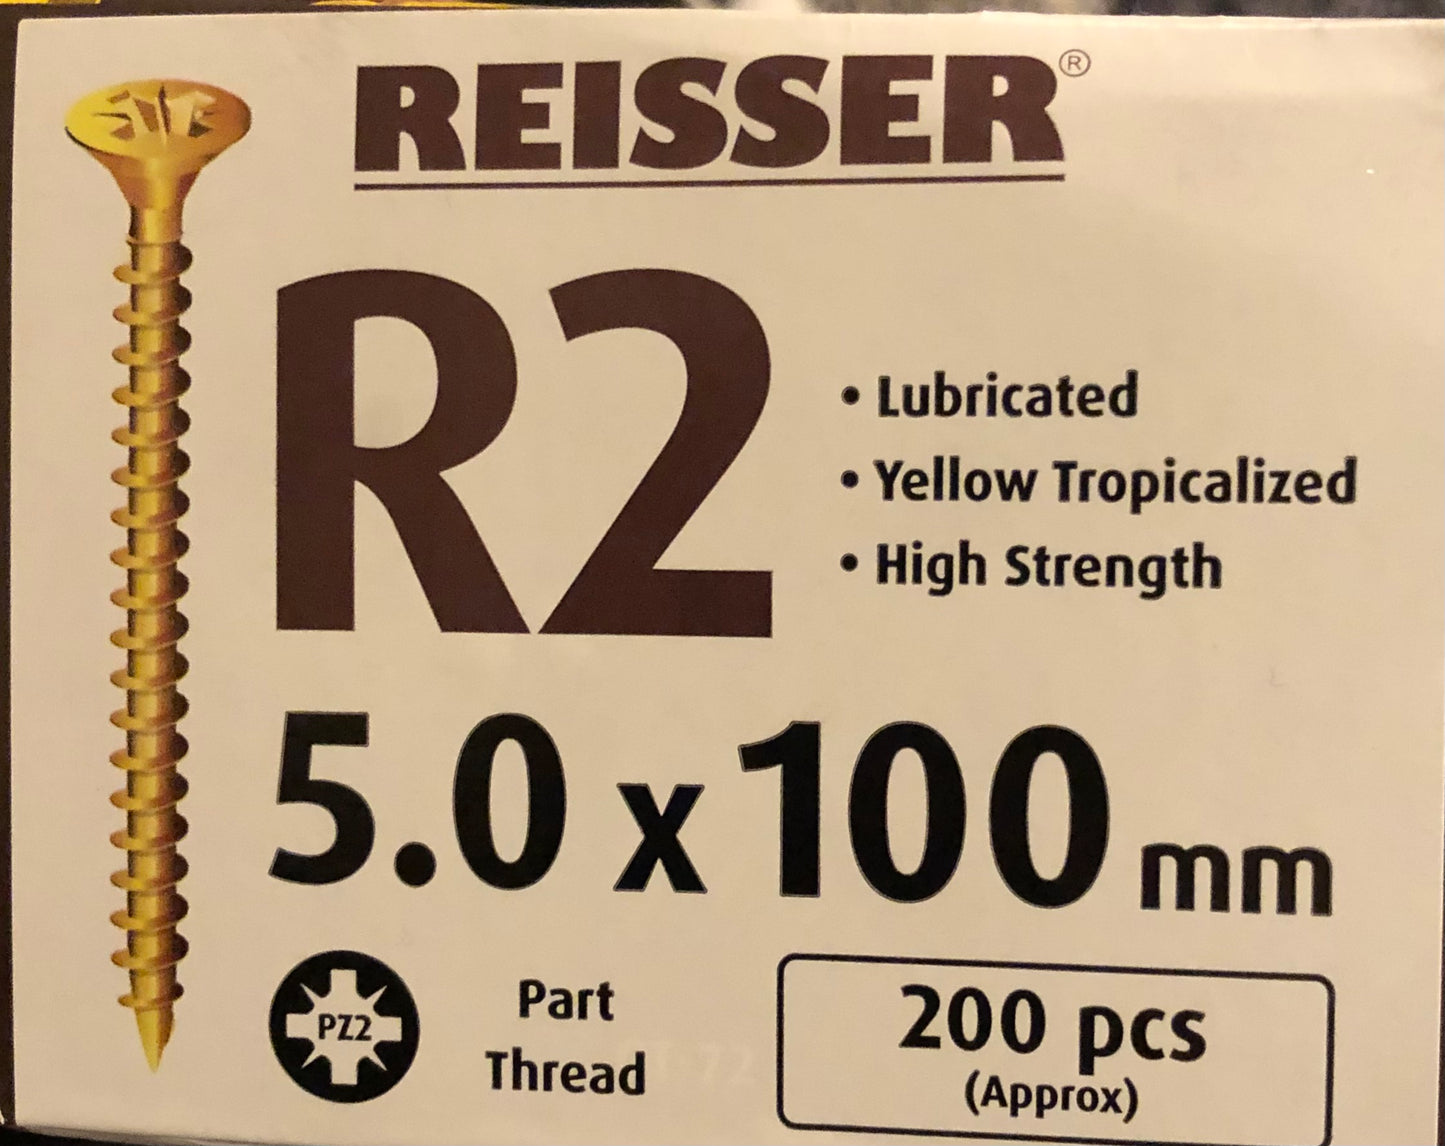 REISSER®
R2
• Lubricated
• Yellow Tropicalized
• High Strength
5.0 x 100 mm
PZ2
Part
Thread
200 pcs
(Approx)